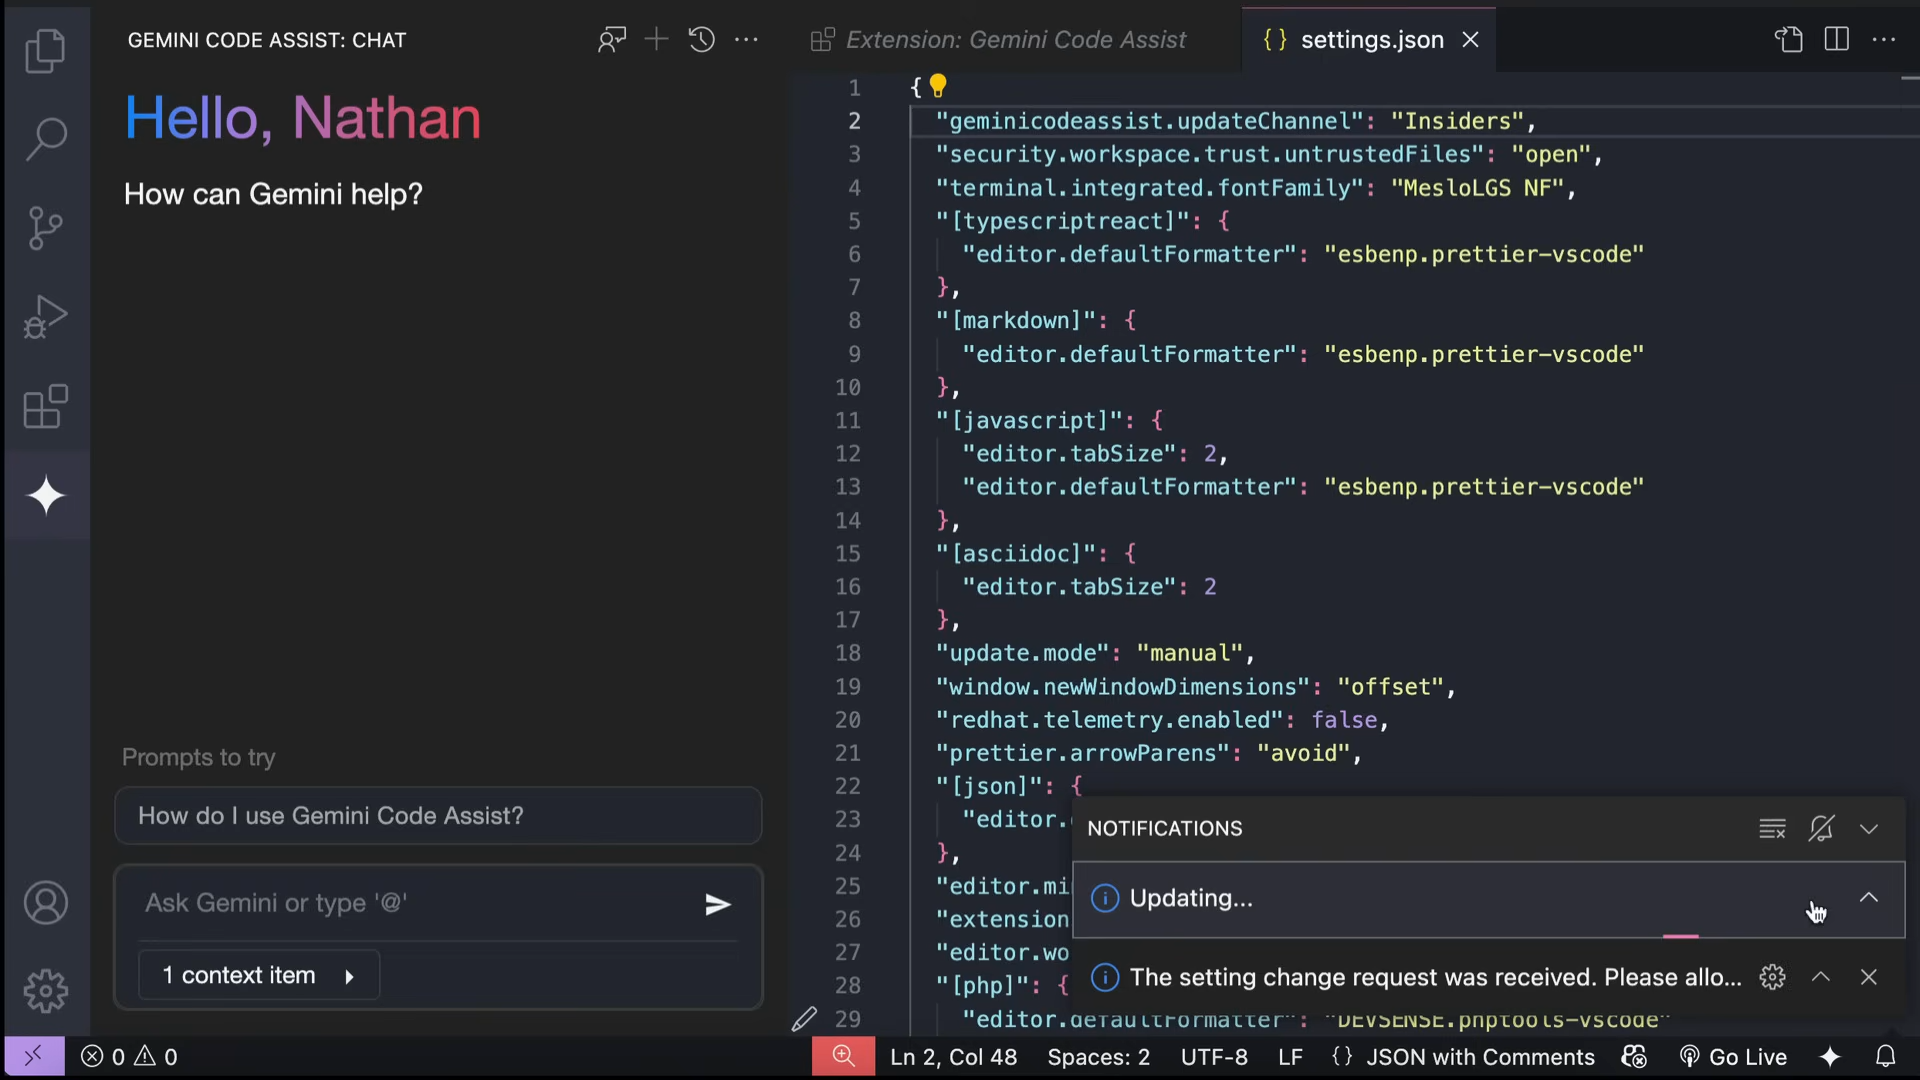 GEMINI CODE ASSIST: CHAT
Hello, Nathan
How can Gemini help?
Prompts to try
How do I use Gemini Code Assist?
Ask Gemini or type '@'
1 context item
Extension: Gemini Code Assist
{} settings.json
1 {
2 "geminicodeassist.updateChannel": "Insiders",
3 "security.workspace.trust.untrustedFiles": "open",
4 "terminal.integrated.fontFamily": "MesloLGS NF",
5 "[typescriptreact]": {
6 "editor.defaultFormatter": "esbenp.prettier-vscode"
7 },
8 "[markdown]": {
9 "editor.defaultFormatter": "esbenp.prettier-vscode"
10 },
11 "[javascript]": {
12 "editor.tabSize": 2,
13 "editor.defaultFormatter": "esbenp.prettier-vscode"
14 },
15 "[asciidoc]": {
16 "editor.tabSize": 2
17 },
18 "update.mode": "manual",
19 "window.newWindowDimensions": "offset",
20 "redhat.telemetry.enabled": false,
21 "prettier.arrowParens": "avoid",
22 "[json]": {
23 "editor.
24 },
25 "editor.mi
26 "extension
27 "editor.wo
28 "[php]": {
29 "editor.defaultFormatter": "DEVSENSE.phptools-vscode"
NOTIFICATIONS
Updating...
The setting change request was received. Please allo...
0 0
Ln 2, Col 48 Spaces: 2 UTF-8 LF {} JSON with Comments Go Live